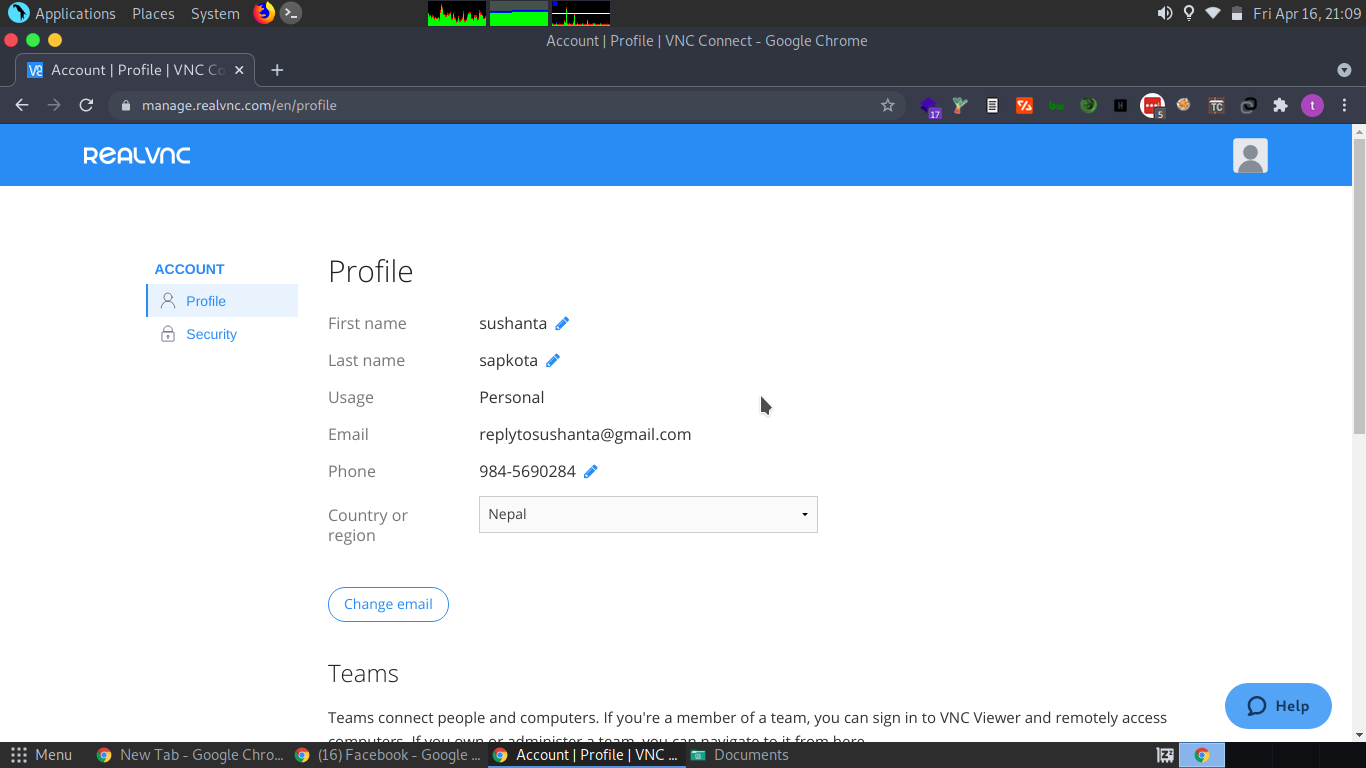 Applications Places System Fri Apr 16, 21:09
Account | Profile | VNC Connect - Google Chrome
Account | Profile | VNC Co
manage.realvnc.com/en/profile
17 5 TC t
REALVNC
ACCOUNT
Profile
Security
Profile
First name sushanta
Last name sapkota
Usage Personal
Email replytosushanta@gmail.com
Phone 984-5690284
Country or region Nepal
Change email
Teams
Teams connect people and computers. If you're a member of a team, you can sign in to VNC Viewer and remotely access
computers. If you own or administer a team, you can navigate to it from here.
Help
Menu New Tab - Google Chro... (16) Facebook - Google ... Account | Profile | VNC ... Documents